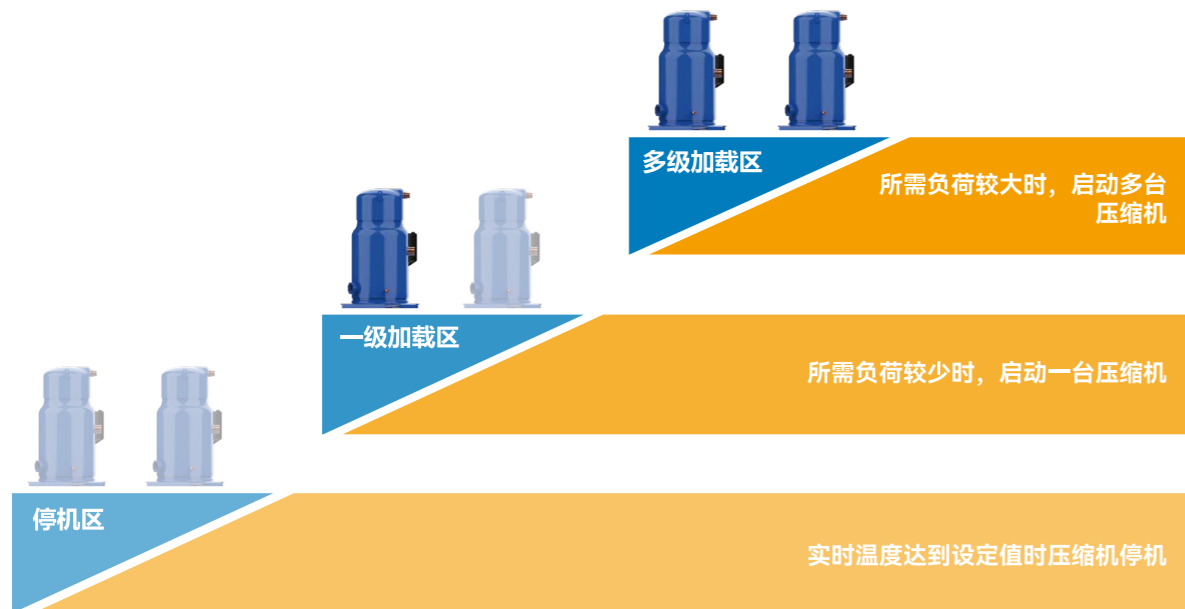 多级加载区
所需负荷较大时，启动多台
压缩机
一级加载区
所需负荷较少时，启动一台压缩机
停机区
实时温度达到设定值时压缩机停机